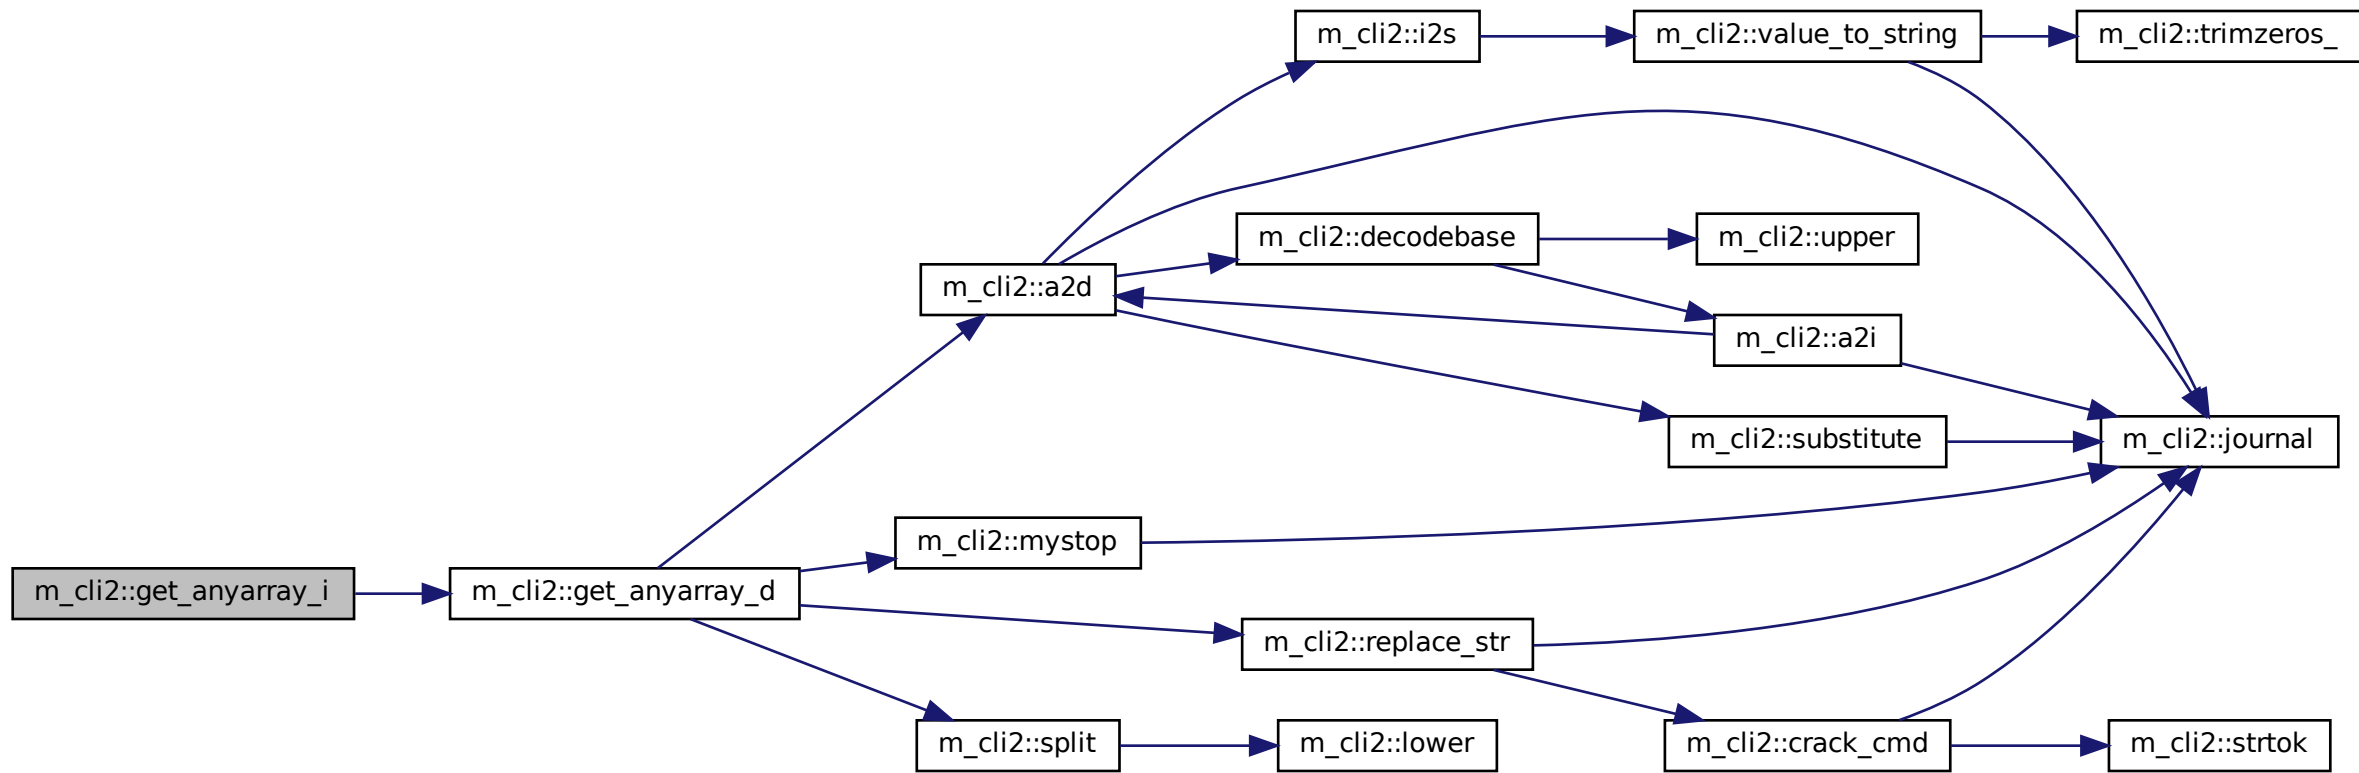 m_cli2::i2s
m_cli2::value_to_string
m_cli2::trimzeros_
m_cli2::decodebase
m_cli2::upper
m_cli2::a2d
m_cli2::a2i
m_cli2::substitute
m_cli2::journal
m_cli2::mystop
m_cli2::get_anyarray_i
m_cli2::get_anyarray_d
m_cli2::replace_str
m_cli2::split
m_cli2::lower
m_cli2::crack_cmd
m_cli2::strtok